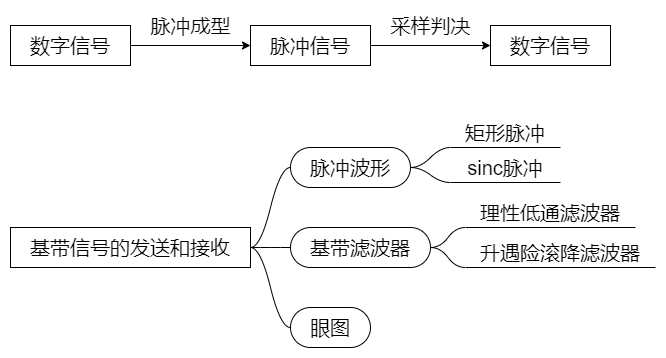 数字信号
脉冲成型
脉冲信号
采样判决
数字信号
脉冲波形
矩形脉冲
sinc脉冲
基带信号的发送和接收
基带滤波器
理性低通滤波器
升遇险滚降滤波器
眼图